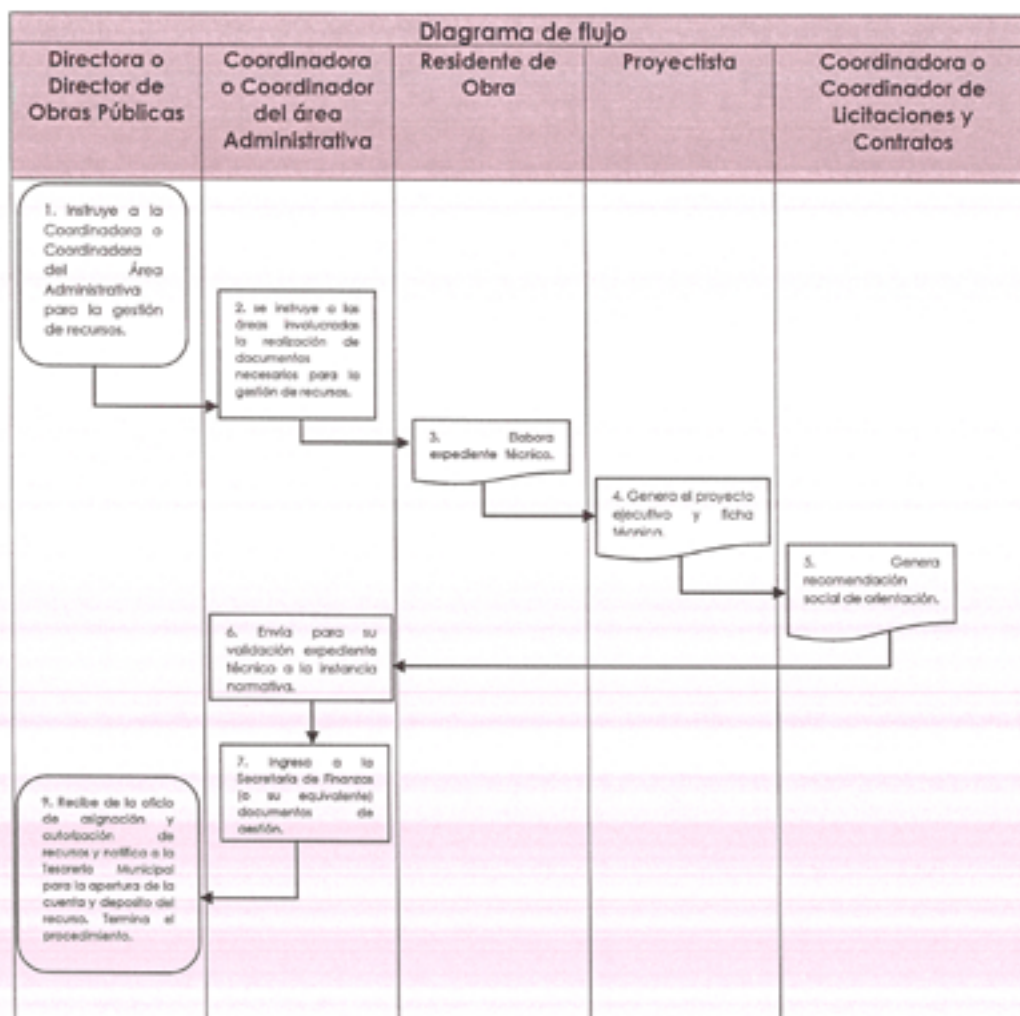 Diagrama de flujo
Directora o
Director de
Obras Públicas
Coordinadora
o Coordinador
del área
Administrativa
Residente de
Obra
Proyectista
Coordinadora o
Coordinador de
Licitaciones y
Contratos
1. Instruye a la
Coordinadora o
Coordinadora
del Área
Administrativa
para la gestión
de recursos.
2. se instruye a las
áreas involucradas
la realización de
documentos
necesarios para la
gestión de recursos.
3. Elabora
expediente técnico.
4. Genera el proyecto
ejecutivo y ficha
técnica.
5. Genera
recomendación
social de orientación.
6. Envía para su
validación expediente
técnico a la instancia
normativa.
7. Ingresa a la
Secretaría de Finanzas
(o su equivalente)
documentos de
gestión.
9. Recibe de la oficio
de asignación y
autorización de
recursos y notifica a la
Tesorería Municipal
para la apertura de la
cuenta y deposito del
recurso. Termina el
procedimiento.